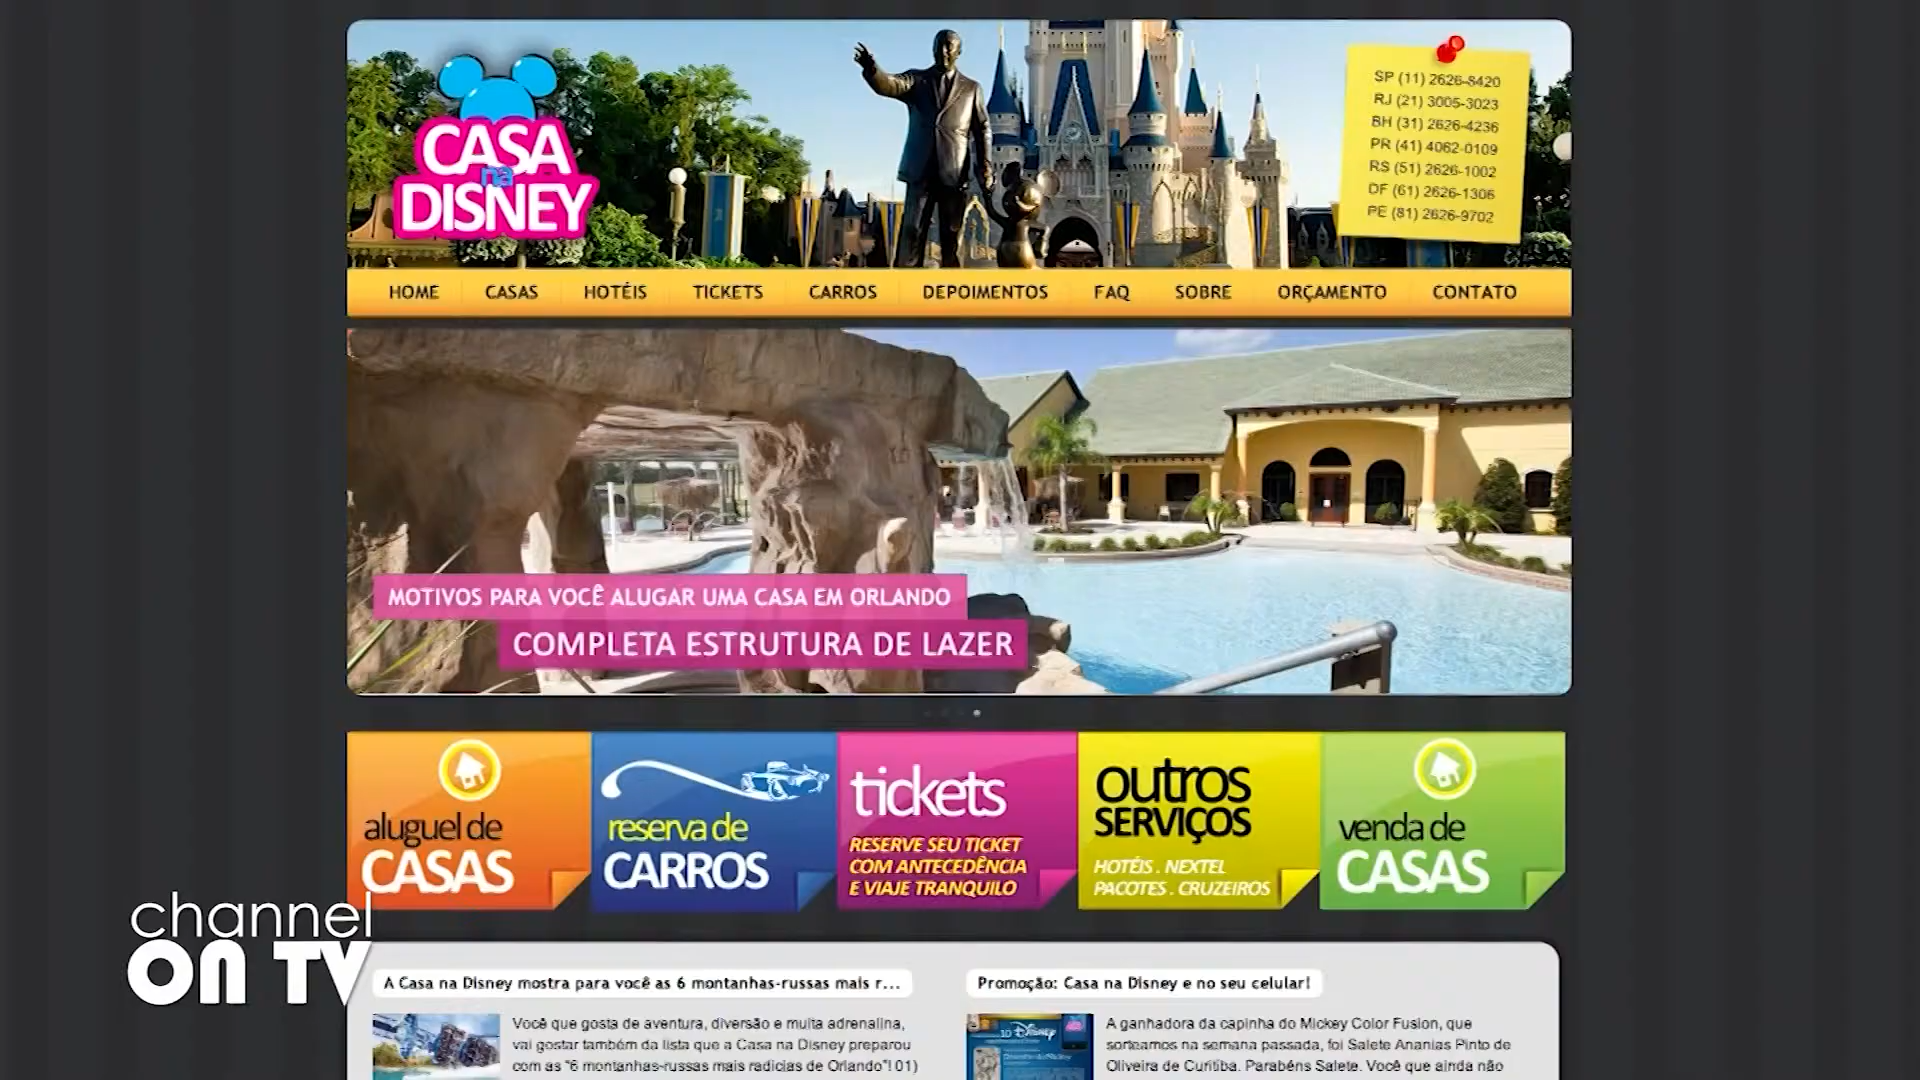 CASA
na
DISNEY
SP (11) 2626-8420
RJ (21) 3005-3023
BH (31) 2626-4236
PR (41) 4062-0109
RS (51) 2626-1002
DF (61) 2626-1306
PE (81) 2626-9702
HOME CASAS HOTÉIS TICKETS CARROS DEPOIMENTOS FAQ SOBRE ORÇAMENTO CONTATO
MOTIVOS PARA VOCÊ ALUGAR UMA CASA EM ORLANDO
COMPLETA ESTRUTURA DE LAZER
aluguel de
CASAS
reserva de
CARROS
tickets
RESERVE SEU TICKET
COM ANTECEDÊNCIA
E VIAJE TRANQUILO
outros
SERVIÇOS
HOTÉIS . NEXTEL
PACOTES . CRUZEIROS
venda de
CASAS
channel
ON TV
A Casa na Disney mostra para você as 6 montanhas-russas mais r...
Você que gosta de aventura, diversão e muita adrenalina,
vai gostar também da lista que a Casa na Disney preparou
com as "6 montanhas-russas mais radicias de Orlando"! 01)
Promoção: Casa na Disney e no seu celular!
Disney
A ganhadora da capinha do Mickey Color Fusion, que
sorteamos na semana passada, foi Salete Ananias Pinto de
Oliveira de Curitiba. Parabéns Salete. Você que ainda não